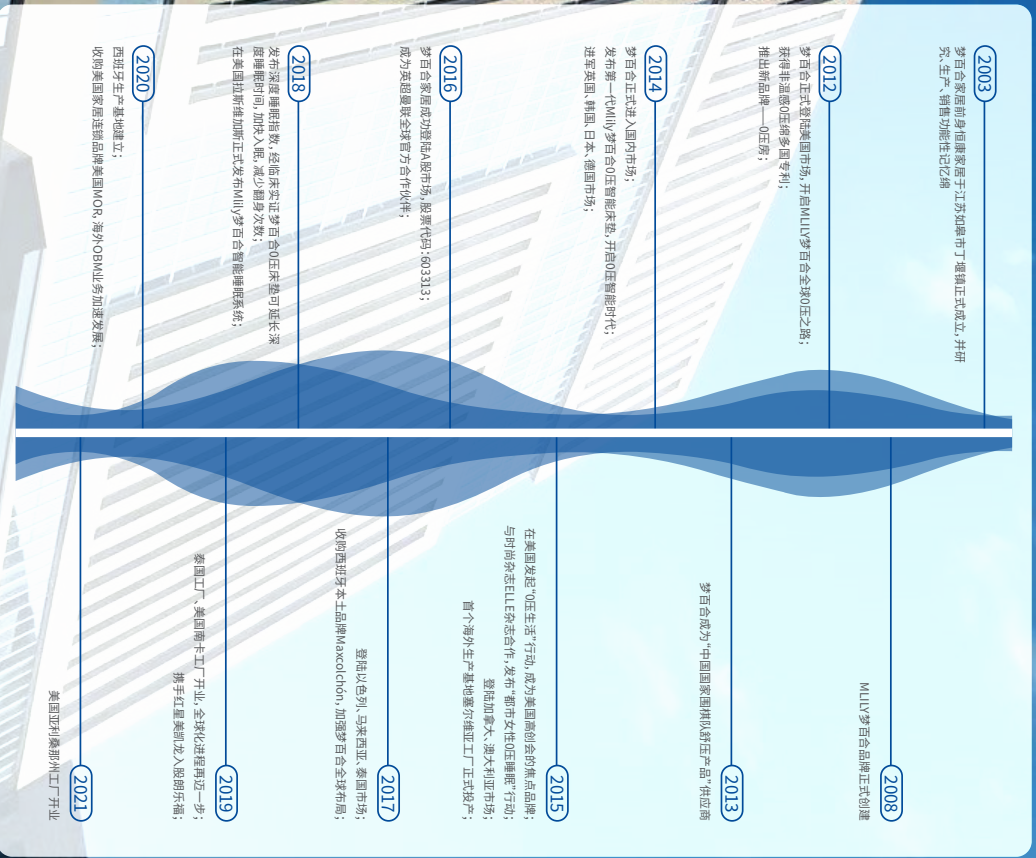 2003
梦百合家居前身恒康家居于江苏如皋市丁堰镇正式成立，并研
究、生产、销售功能性记忆绵
2008
MLILY梦百合品牌正式创建
2012
梦百合正式登陆美国市场，开启MLILY梦百合全球0压之路；
获得非温感0压绵多国专利；
推出新品牌——0压房；
2013
梦百合成为“中国国家围棋队舒压产品”供应商
2014
梦百合正式进入国内市场；
发布第一代Mlily梦百合0压智能床垫，开启0压智能时代；
进军英国、韩国、日本、德国市场；
2015
在美国发起“0压生活”行动，成为美国高创会的焦点品牌；
与时尚杂志ELLE杂志合作，发布“都市女性0压睡眠”行动；
登陆加拿大、澳大利亚市场；
首个海外生产基地塞尔维亚工厂正式投产；
2016
梦百合家居成功登陆A股市场，股票代码：603313；
成为英超曼联全球官方合作伙伴；
2017
登陆以色列、马来西亚、泰国市场；
收购西班牙本土品牌Maxcolchón，加强梦百合全球布局；
2018
发布深度睡眠指数，经临床实证梦百合0压床垫可延长深
度睡眠时间，加快入眠，减少翻身次数；
在美国拉斯维加斯正式发布Mlily梦百合智能睡眠系统；
2019
泰国工厂、美国南卡工厂开业，全球化进程再迈一步；
携手红星美凯龙入股朗乐福；
2020
西班牙生产基地建立；
收购美国家居连锁品牌美国MOR，海外OBM业务加速发展；
2021
美国亚利桑那州工厂开业